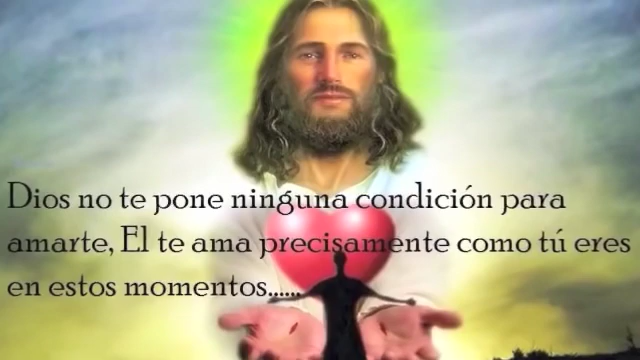 Dios no te pone ninguna condición para
amarte, El te ama precisamente como tú eres
en estos momentos......